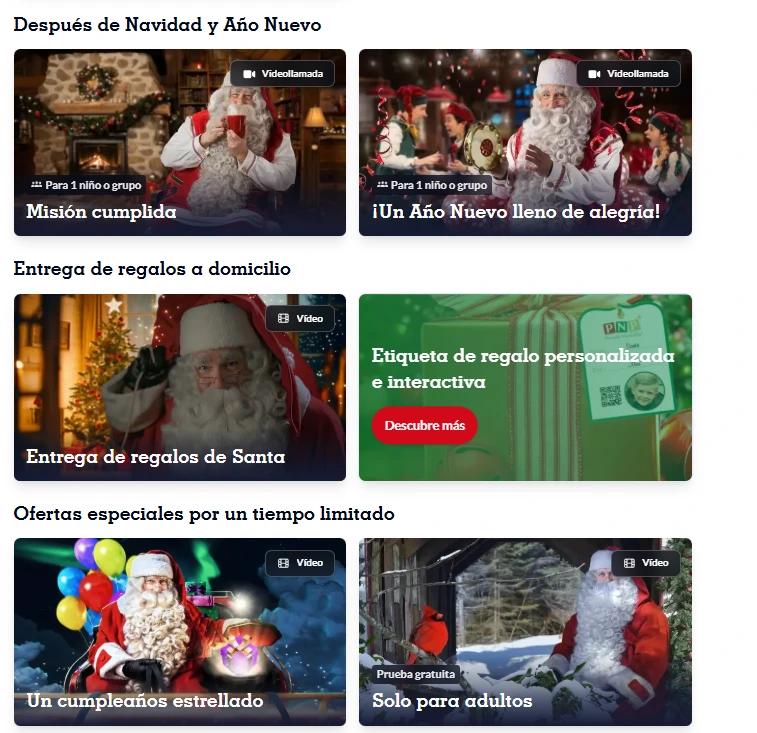 Después de Navidad y Año Nuevo
Videollamada
Para 1 niño o grupo
Misión cumplida
Videollamada
Para 1 niño o grupo
¡Un Año Nuevo lleno de alegría!
Entrega de regalos a domicilio
Vídeo
Entrega de regalos de Santa
PNP
Etiqueta de regalo personalizada
e interactiva
Descubre más
Ofertas especiales por un tiempo limitado
Vídeo
Un cumpleaños estrellado
Vídeo
Prueba gratuita
Solo para adultos